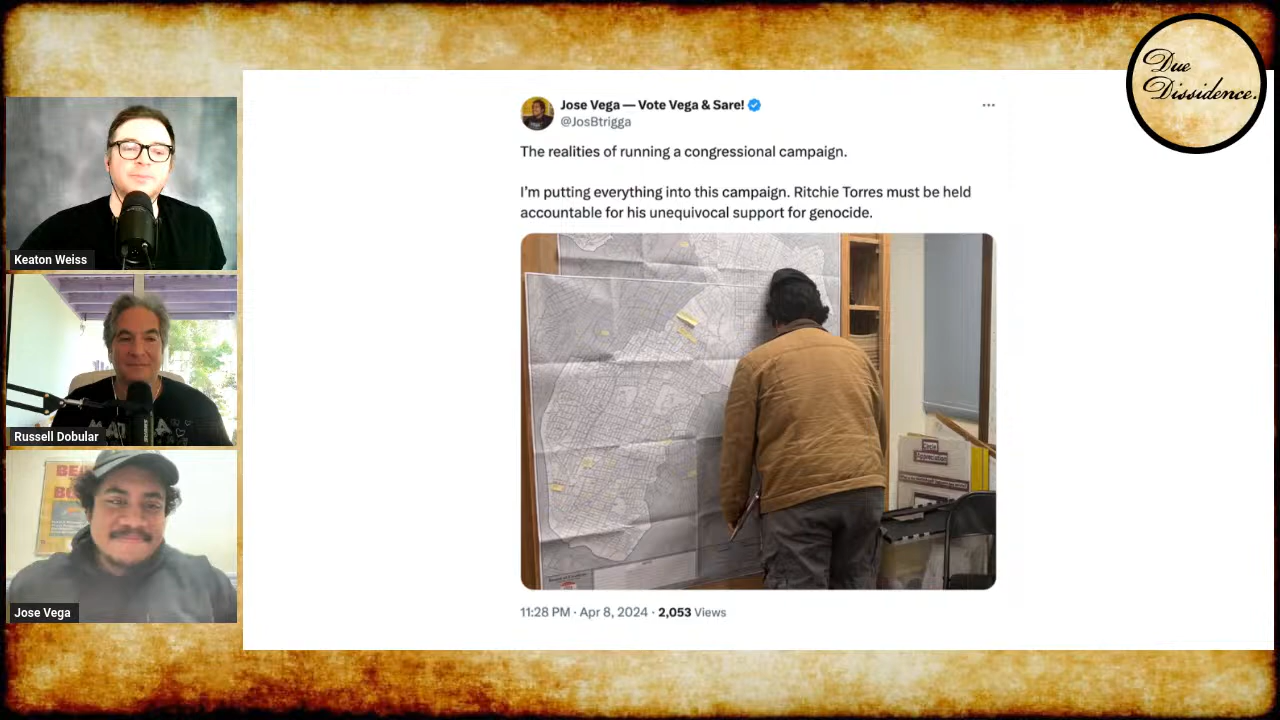 Due
Dissidence.
Jose Vega — Vote Vega & Sare!
@JosBtrigga
The realities of running a congressional campaign.
I'm putting everything into this campaign. Ritchie Torres must be held
accountable for his unequivocal support for genocide.
11:28 PM · Apr 8, 2024 · 2,053 Views
Keaton Weiss
Russell Dobular
BE
BO
Jose Vega